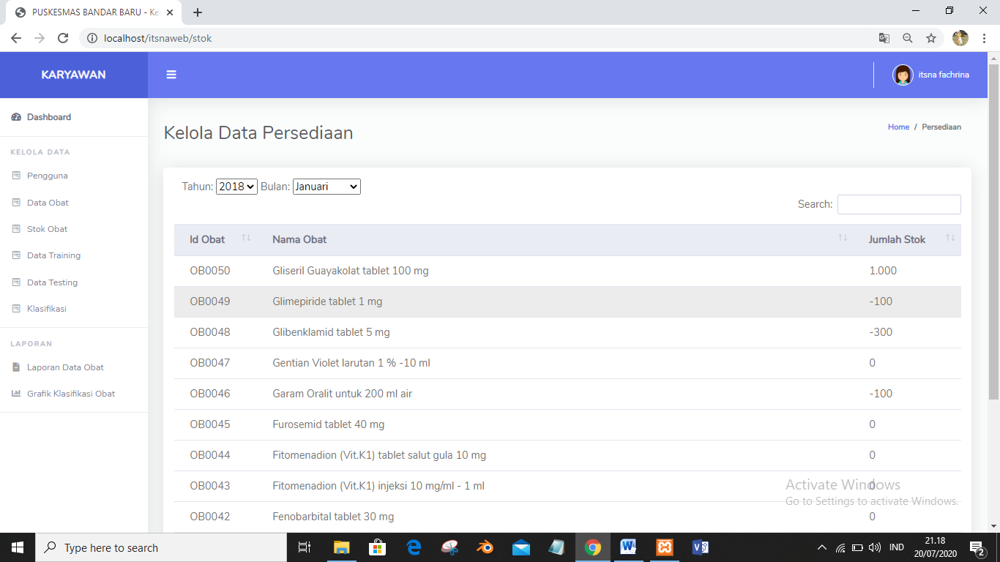 PUSKESMAS BANDAR BARU - Ke
localhost/itsnaweb/stok
KARYAWAN
itsna fachrina
Dashboard
KELOLA DATA
Pengguna
Data Obat
Stok Obat
Data Training
Data Testing
Klasifikasi
LAPORAN
Laporan Data Obat
Grafik Klasifikasi Obat
Kelola Data Persediaan
Home / Persediaan
Tahun: 2018 Bulan: Januari
Search:
Id Obat Nama Obat Jumlah Stok
OB0050 Gliseril Guayakolat tablet 100 mg 1.000
OB0049 Glimepiride tablet 1 mg -100
OB0048 Glibenklamid tablet 5 mg -300
OB0047 Gentian Violet larutan 1 % -10 ml 0
OB0046 Garam Oralit untuk 200 ml air -100
OB0045 Furosemid tablet 40 mg 0
OB0044 Fitomenadion (Vit.K1) tablet salut gula 10 mg 0
OB0043 Fitomenadion (Vit.K1) injeksi 10 mg/ml - 1 ml 0
OB0042 Fenobarbital tablet 30 mg 0
Activate Windows
Go to Settings to activate Windows.
Type here to search
IND
21.18
20/07/2020
2